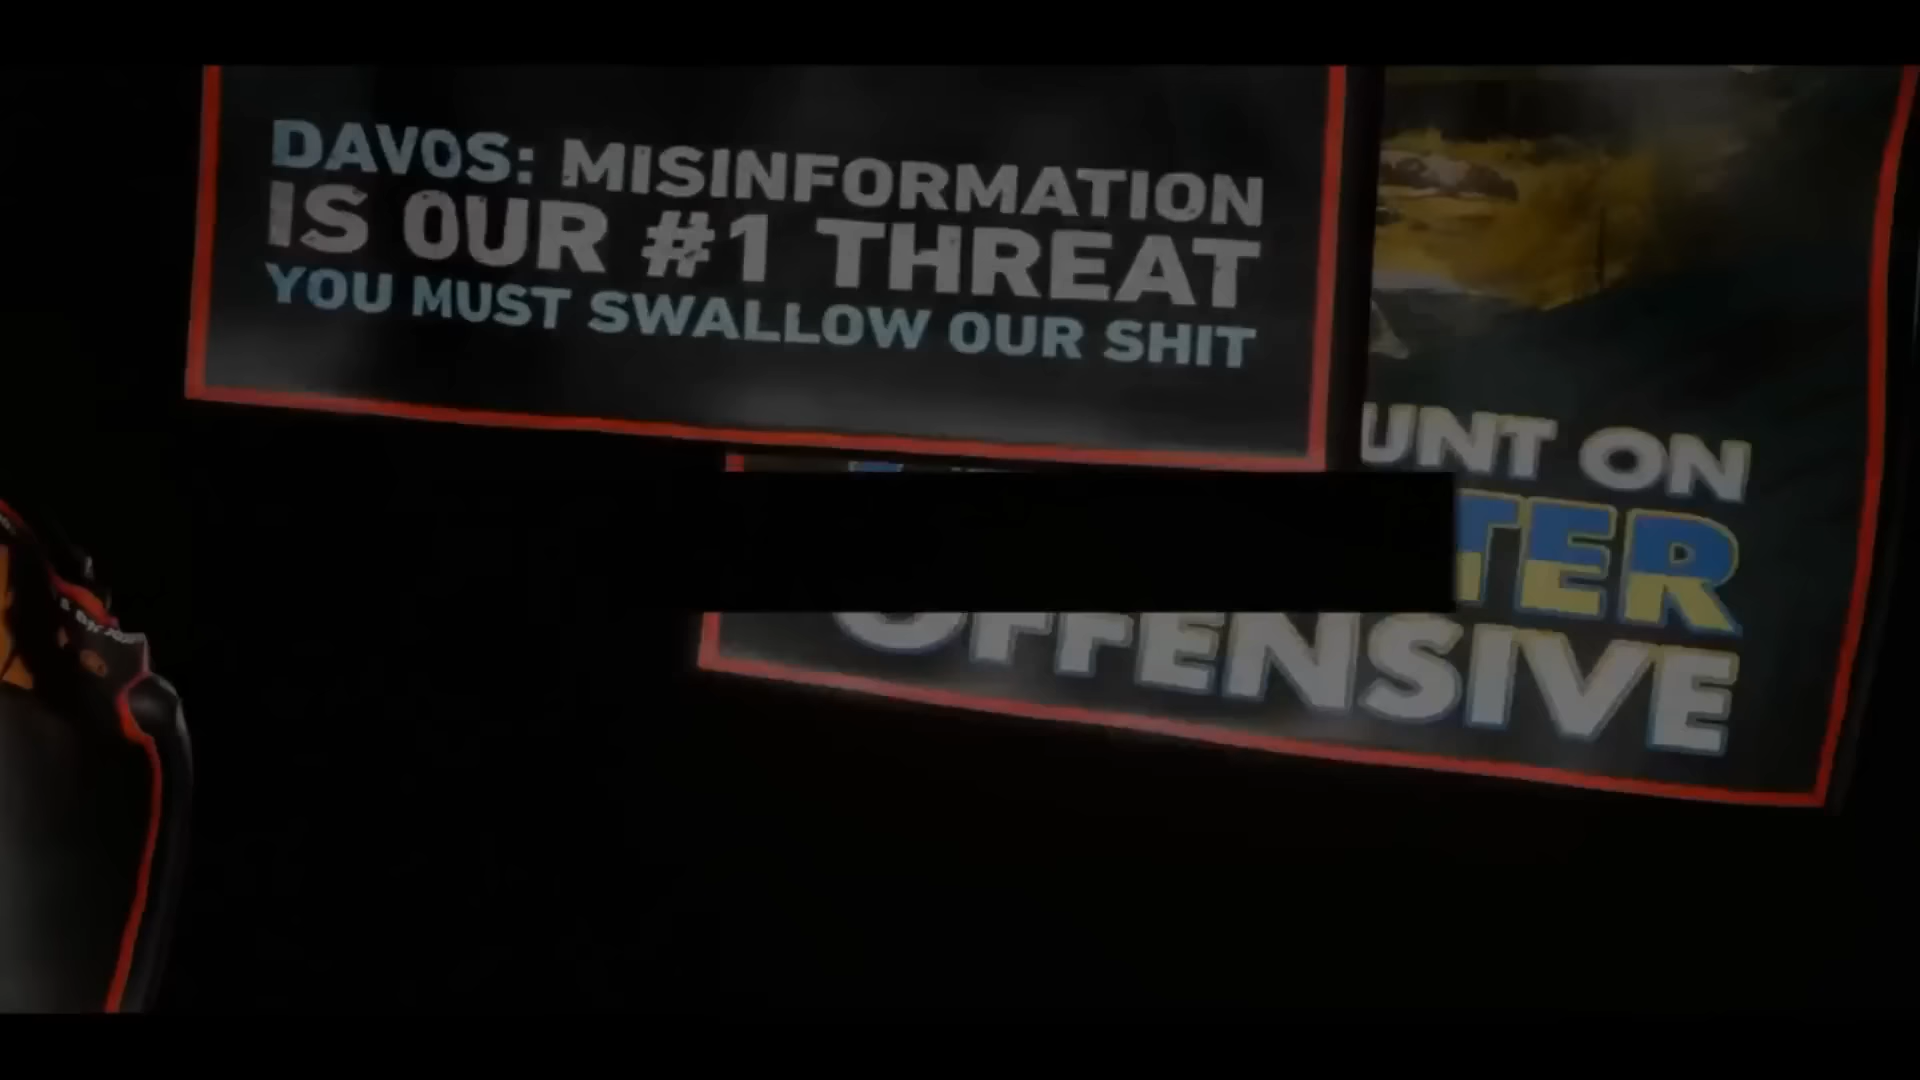 DAVOS: MISINFORMATION
IS OUR #1 THREAT
YOU MUST SWALLOW OUR SHIT
UNT ON
TER
OFFENSIVE